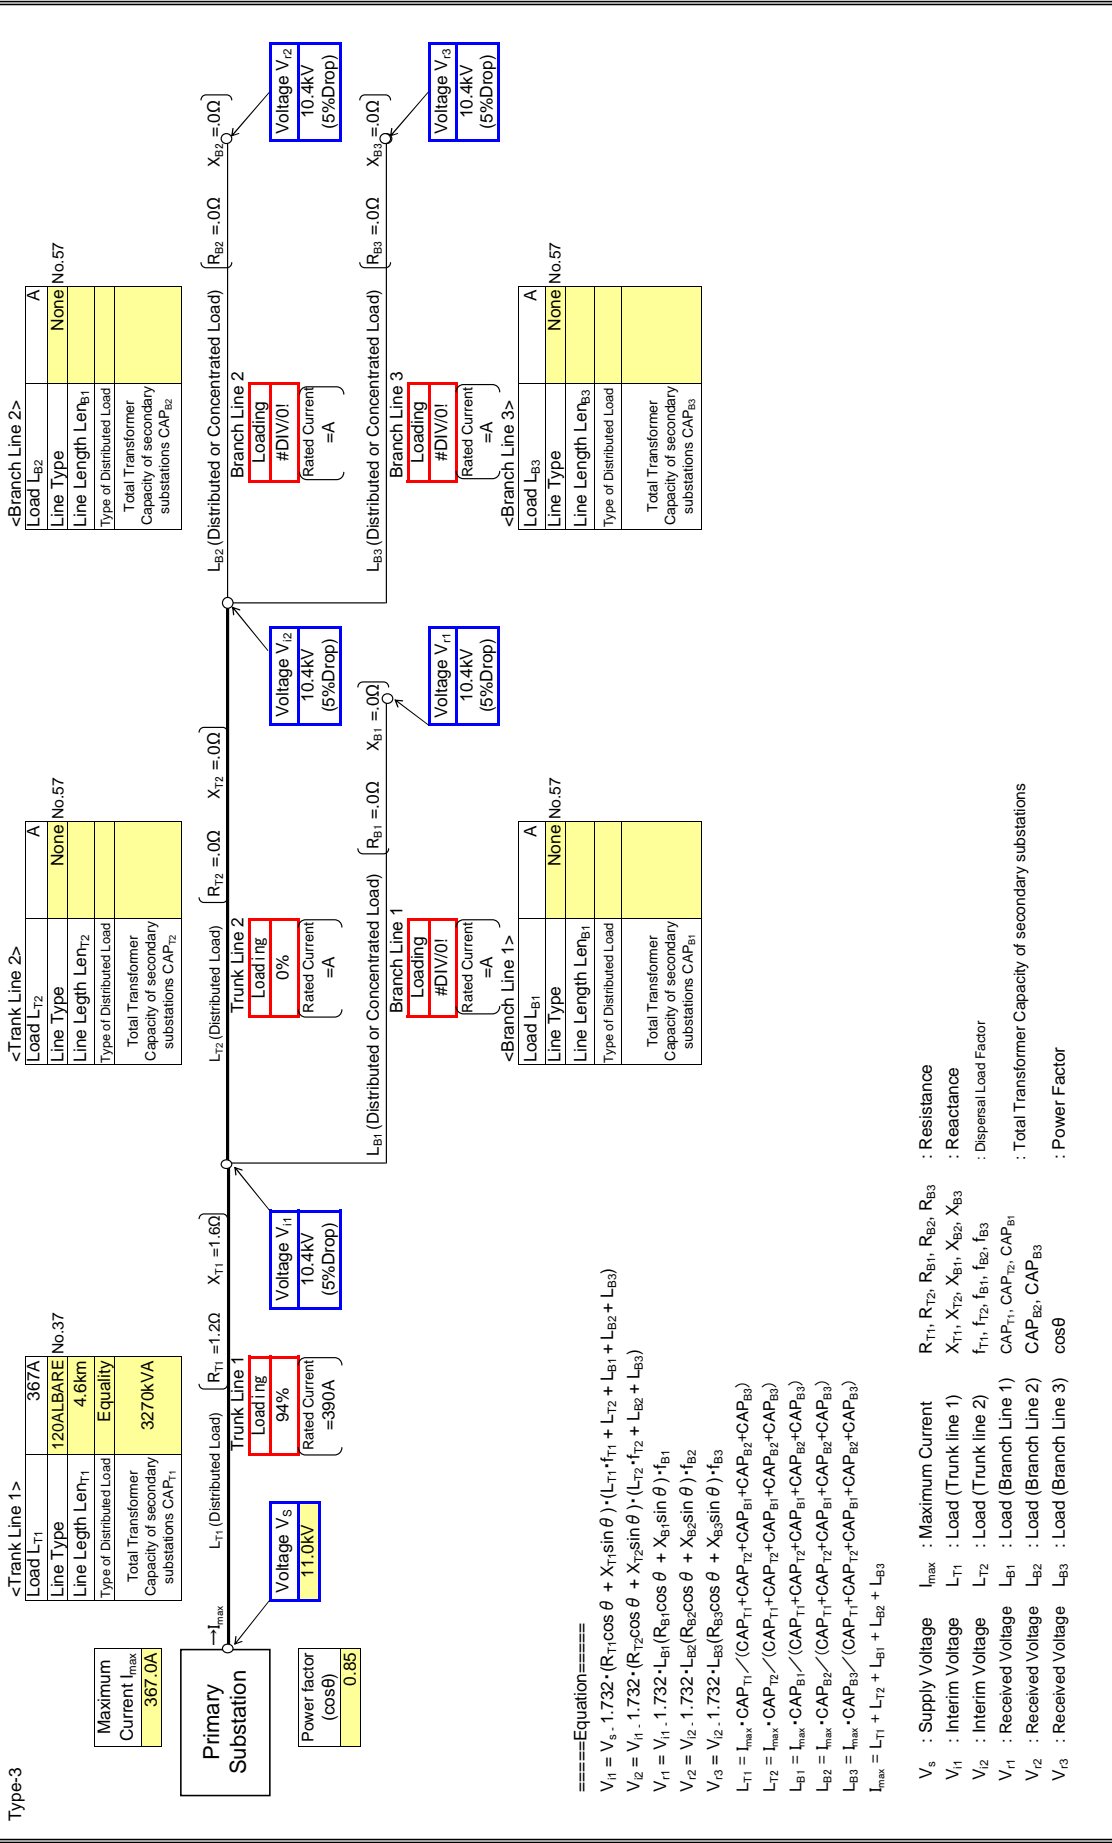 Type-3
Maximum
Current Imax
367.0A
Primary
Substation
Power factor
(cosθ)
0.85
→Imax
Voltage VS
11.0kV
<Trank Line 1>
Load LT1 367A
Line Type 120ALBARE No.37
Line Legth LenT1 4.6km
Type of Distributed Load Equality
Total Transformer
Capacity of secondary
substations CAPT1
3270kVA
LT1 (Distributed Load) RT1 =1.2Ω XT1 =1.6Ω
Trunk Line 1
Loading
94%
Rated Current
=390A
Voltage Vi1
10.4kV
(5%Drop)
<Trank Line 2>
Load LT2 A
Line Type None No.57
Line Length LenT2
Type of Distributed Load
Total Transformer
Capacity of secondary
substations CAPT2
LT2 (Distributed Load) RT2 =.0Ω XT2 =.0Ω
Trunk Line 2
Loading
0%
Rated Current
=A
Voltage Vi2
10.4kV
(5%Drop)
LB1 (Distributed or Concentrated Load) RB1 =.0Ω XB1 =.0Ω
Branch Line 1
Loading
#DIV/0!
Rated Current
=A
Voltage Vr1
10.4kV
(5%Drop)
<Branch Line 1>
Load LB1 A
Line Type None No.57
Line Length LenB1
Type of Distributed Load
Total Transformer
Capacity of secondary
substations CAPB1
<Branch Line 2>
Load LB2 A
Line Type None No.57
Line Length LenB1
Type of Distributed Load
Total Transformer
Capacity of secondary
substations CAPB2
LB2 (Distributed or Concentrated Load) RB2 =.0Ω XB2 =.0Ω
Branch Line 2
Loading
#DIV/0!
Rated Current
=A
Voltage Vr2
10.4kV
(5%Drop)
LB3 (Distributed or Concentrated Load) RB3 =.0Ω XB3 =.0Ω
Branch Line 3
Loading
#DIV/0!
Rated Current
=A
Voltage Vr3
10.4kV
(5%Drop)
<Branch Line 3>
Load LB3 A
Line Type None No.57
Line Length LenB3
Type of Distributed Load
Total Transformer
Capacity of secondary
substations CAPB3
=====Equation=====
Vi1 = Vs - 1.732・(RT1cos θ + XT1sin θ)・(LT1・fT1 + LT2 + LB1 + LB2 + LB3)
Vi2 = Vi1 - 1.732・(RT2cos θ + XT2sin θ)・(LT2・fT2 + LB2 + LB3)
Vr1 = Vi1 - 1.732・LB1(RB1cos θ + XB1sin θ)・fB1
Vr2 = Vi2 - 1.732・LB2(RB2cos θ + XB2sin θ)・fB2
Vr3 = Vi2 - 1.732・LB3(RB3cos θ + XB3sin θ)・fB3
LT1 = Imax・CAPT1／(CAPT1+CAPT2+CAPB1+CAPB2+CAPB3)
LT2 = Imax・CAPT2／(CAPT1+CAPT2+CAPB1+CAPB2+CAPB3)
LB1 = Imax・CAPB1／(CAPT1+CAPT2+CAPB1+CAPB2+CAPB3)
LB2 = Imax・CAPB2／(CAPT1+CAPT2+CAPB1+CAPB2+CAPB3)
LB3 = Imax・CAPB3／(CAPT1+CAPT2+CAPB1+CAPB2+CAPB3)
Imax = LT1 + LT2 + LB1 + LB2 + LB3
Vs : Supply Voltage Imax : Maximum Current RT1, RT2, RB1, RB2, RB3 : Resistance
Vi1 : Interim Voltage LT1 : Load (Trunk line 1) XT1, XT2, XB1, XB2, XB3 : Reactance
Vi2 : Interim Voltage LT2 : Load (Trunk line 2) fT1, fT2, fB1, fB2, fB3 : Dispersal Load Factor
Vr1 : Received Voltage LB1 : Load (Branch Line 1) CAPT1, CAPT2, CAPB1 : Total Transformer Capacity of secondary substations
Vr2 : Received Voltage LB2 : Load (Branch Line 2) CAPB2, CAPB3
Vr3 : Received Voltage LB3 : Load (Branch Line 3) cosθ : Power Factor